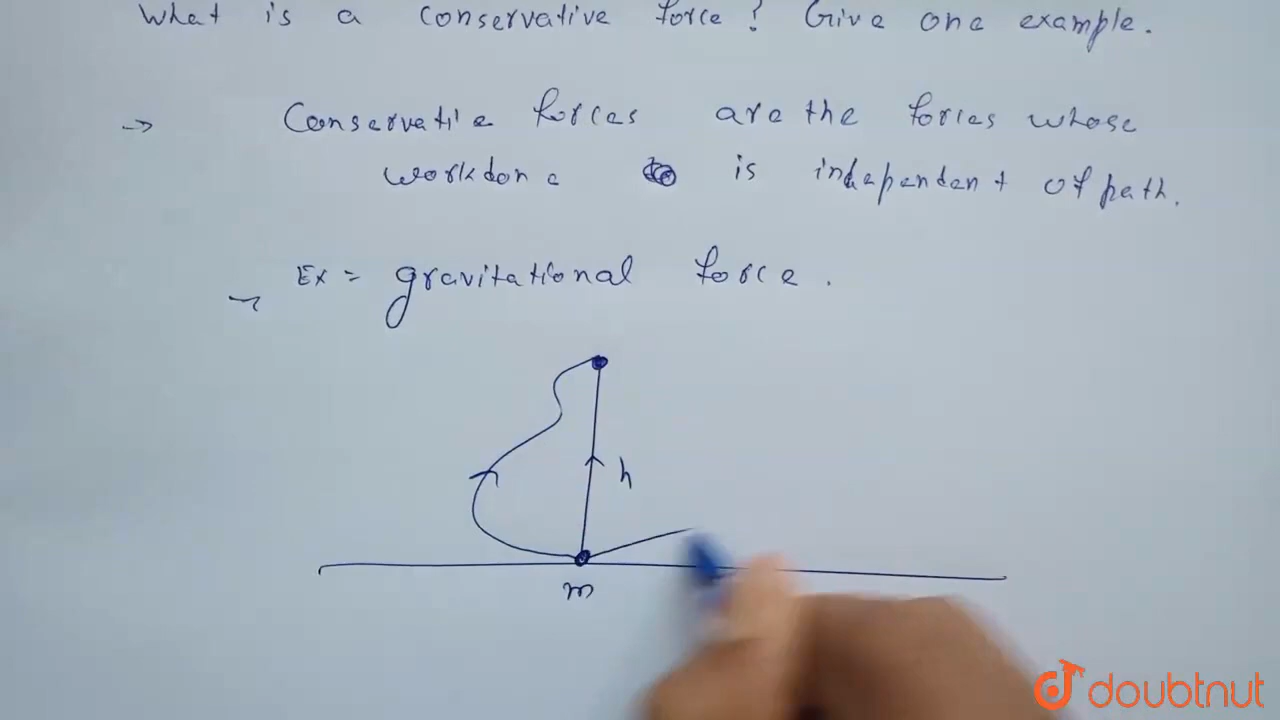 What is a conservative force? Give one example.
Conservative forces are the forces whose
workdone is independent of path.
Ex = gravitational force.
h
m
doubtnut